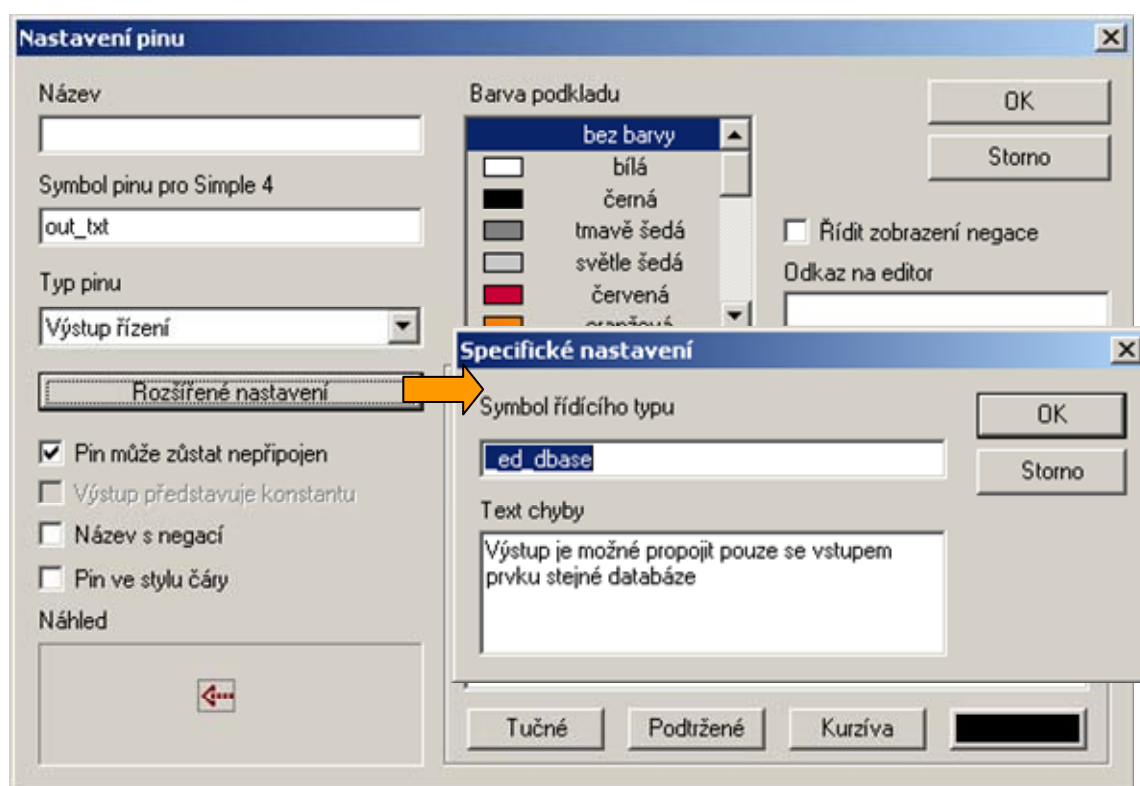 Nastavení pinu
Název
Symbol pinu pro Simple 4
out_txt
Typ pinu
Výstup řízení
Rozšířené nastavení
Pin může zůstat nepřipojen
Výstup představuje konstantu
Název s negací
Pin ve stylu čáry
Náhled
Barva podkladu
bez barvy
bílá
černá
tmavě šedá
světle šedá
červená
oranžová
OK
Storno
Řídit zobrazení negace
Odkaz na editor
Specifické nastavení
Symbol řídícího typu
_ed_dbase
Text chyby
Výstup je možné propojit pouze se vstupem
prvku stejné databáze
OK
Storno
Tučné
Podtržené
Kurzíva